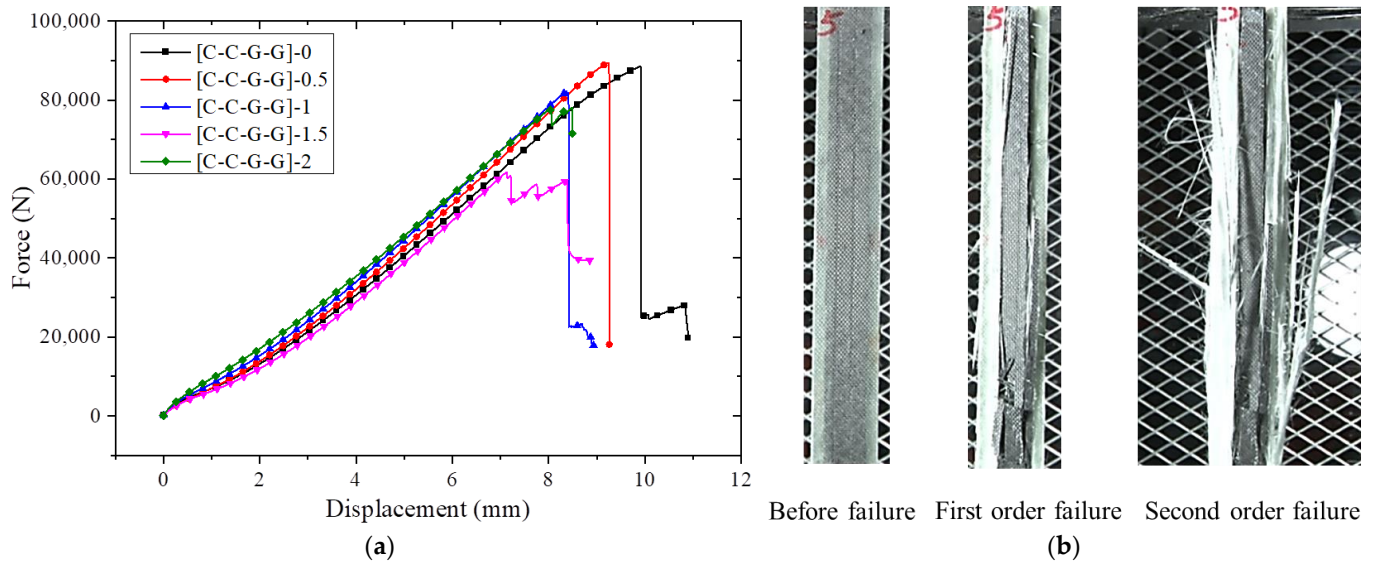 100,000
80,000
60,000
40,000
20,000
0
Force (N)
[C-C-G-G]-0
[C-C-G-G]-0.5
[C-C-G-G]-1
[C-C-G-G]-1.5
[C-C-G-G]-2
0 2 4 6 8 10 12
Displacement (mm)
(a)
5
5
Before failure First order failure Second order failure
(b)